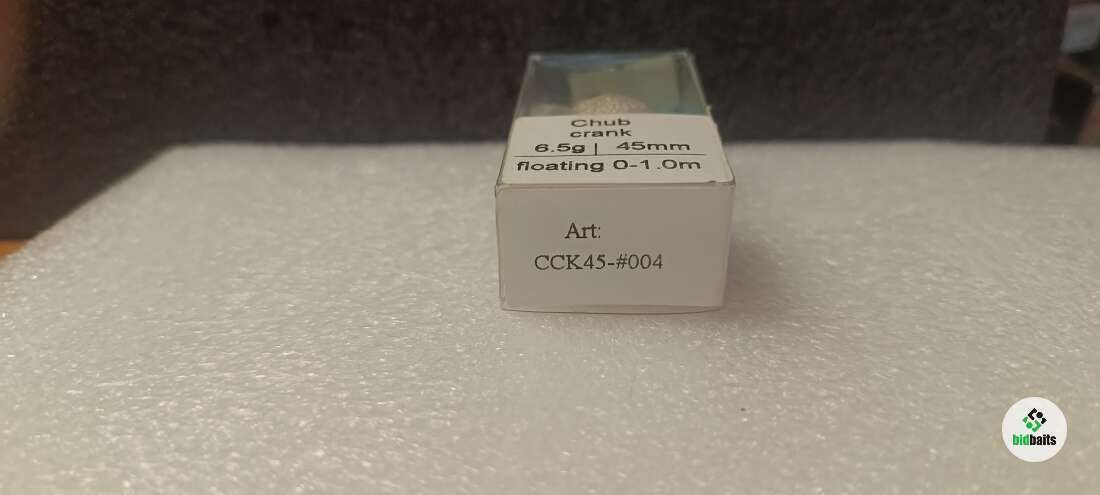 Chub
crank
6.5g | 45mm
floating 0-1.0m
Art:
CCK45-#004
bidbaits